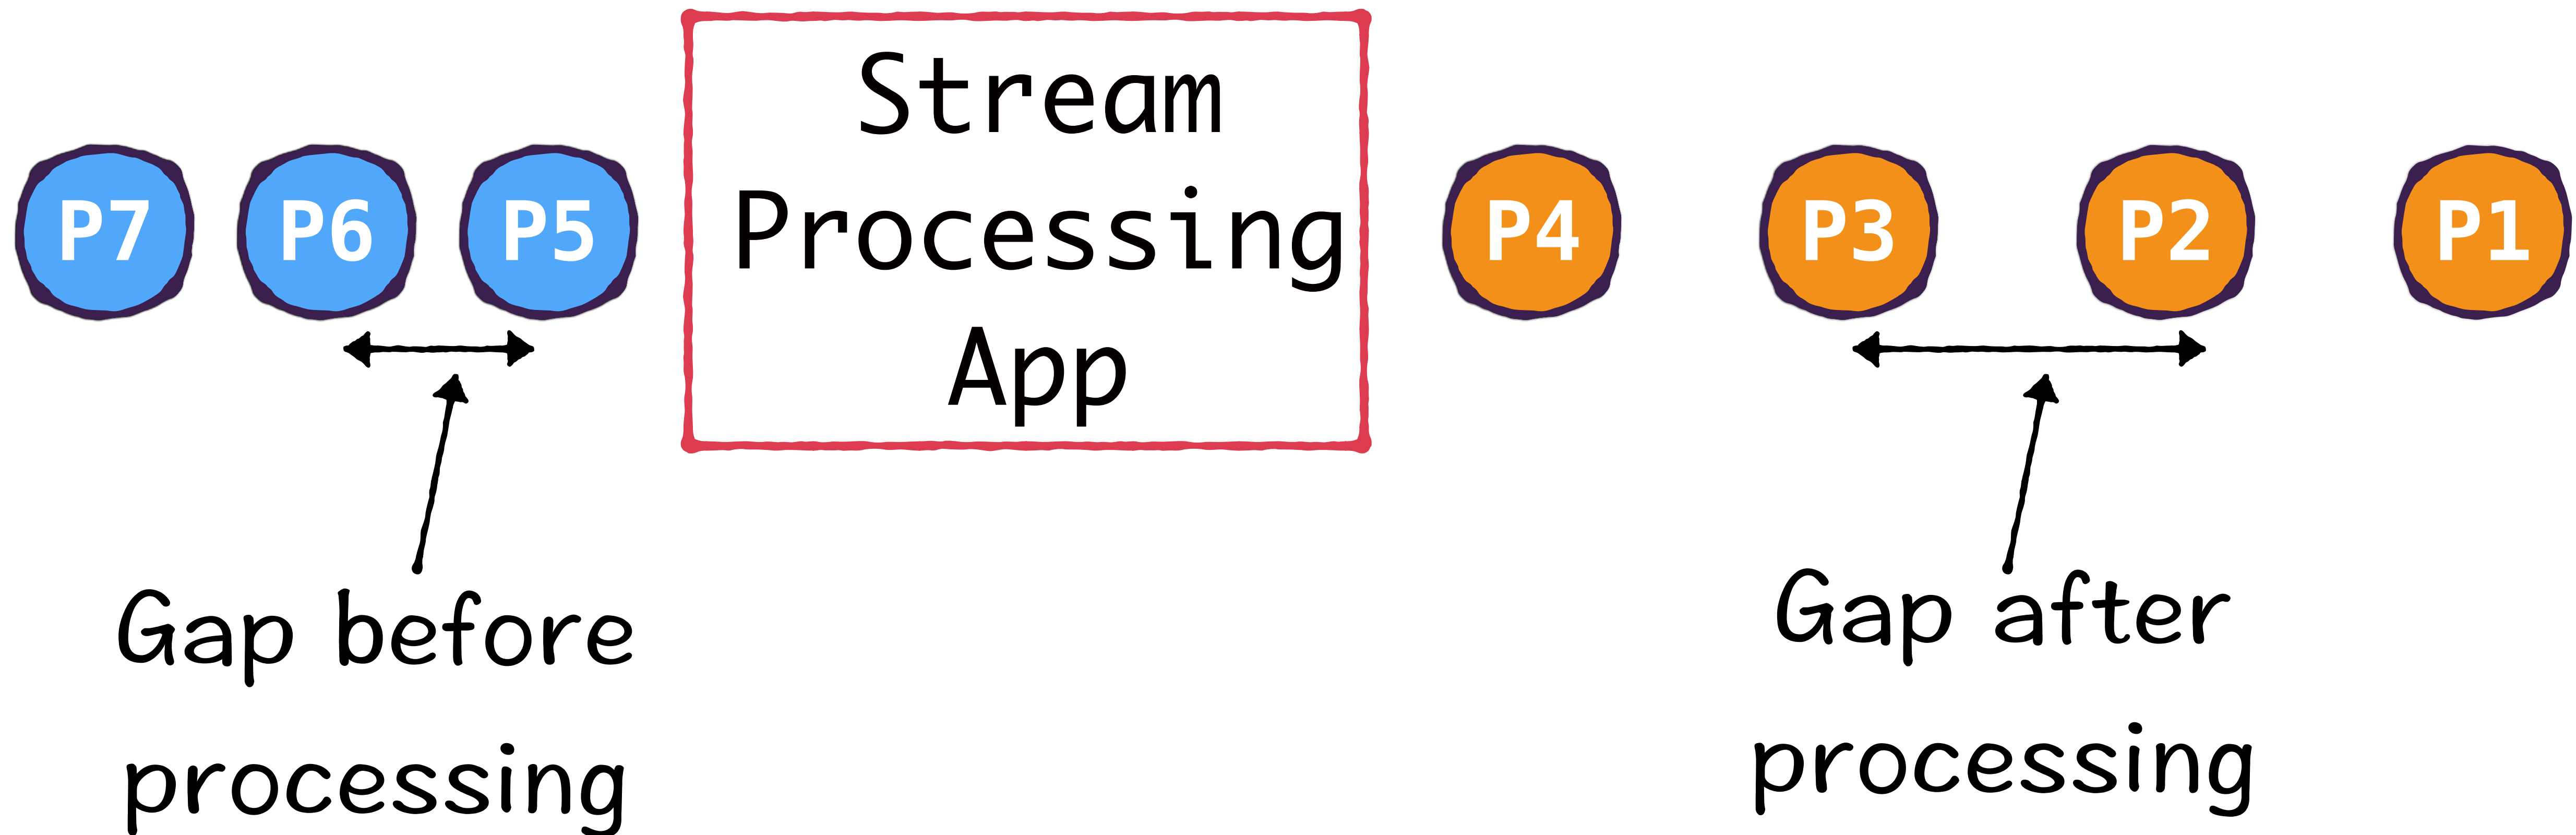 P7
P6
P5
Stream
Processing
App
P4
P3
P2
P1
Gap before
processing
Gap after
processing